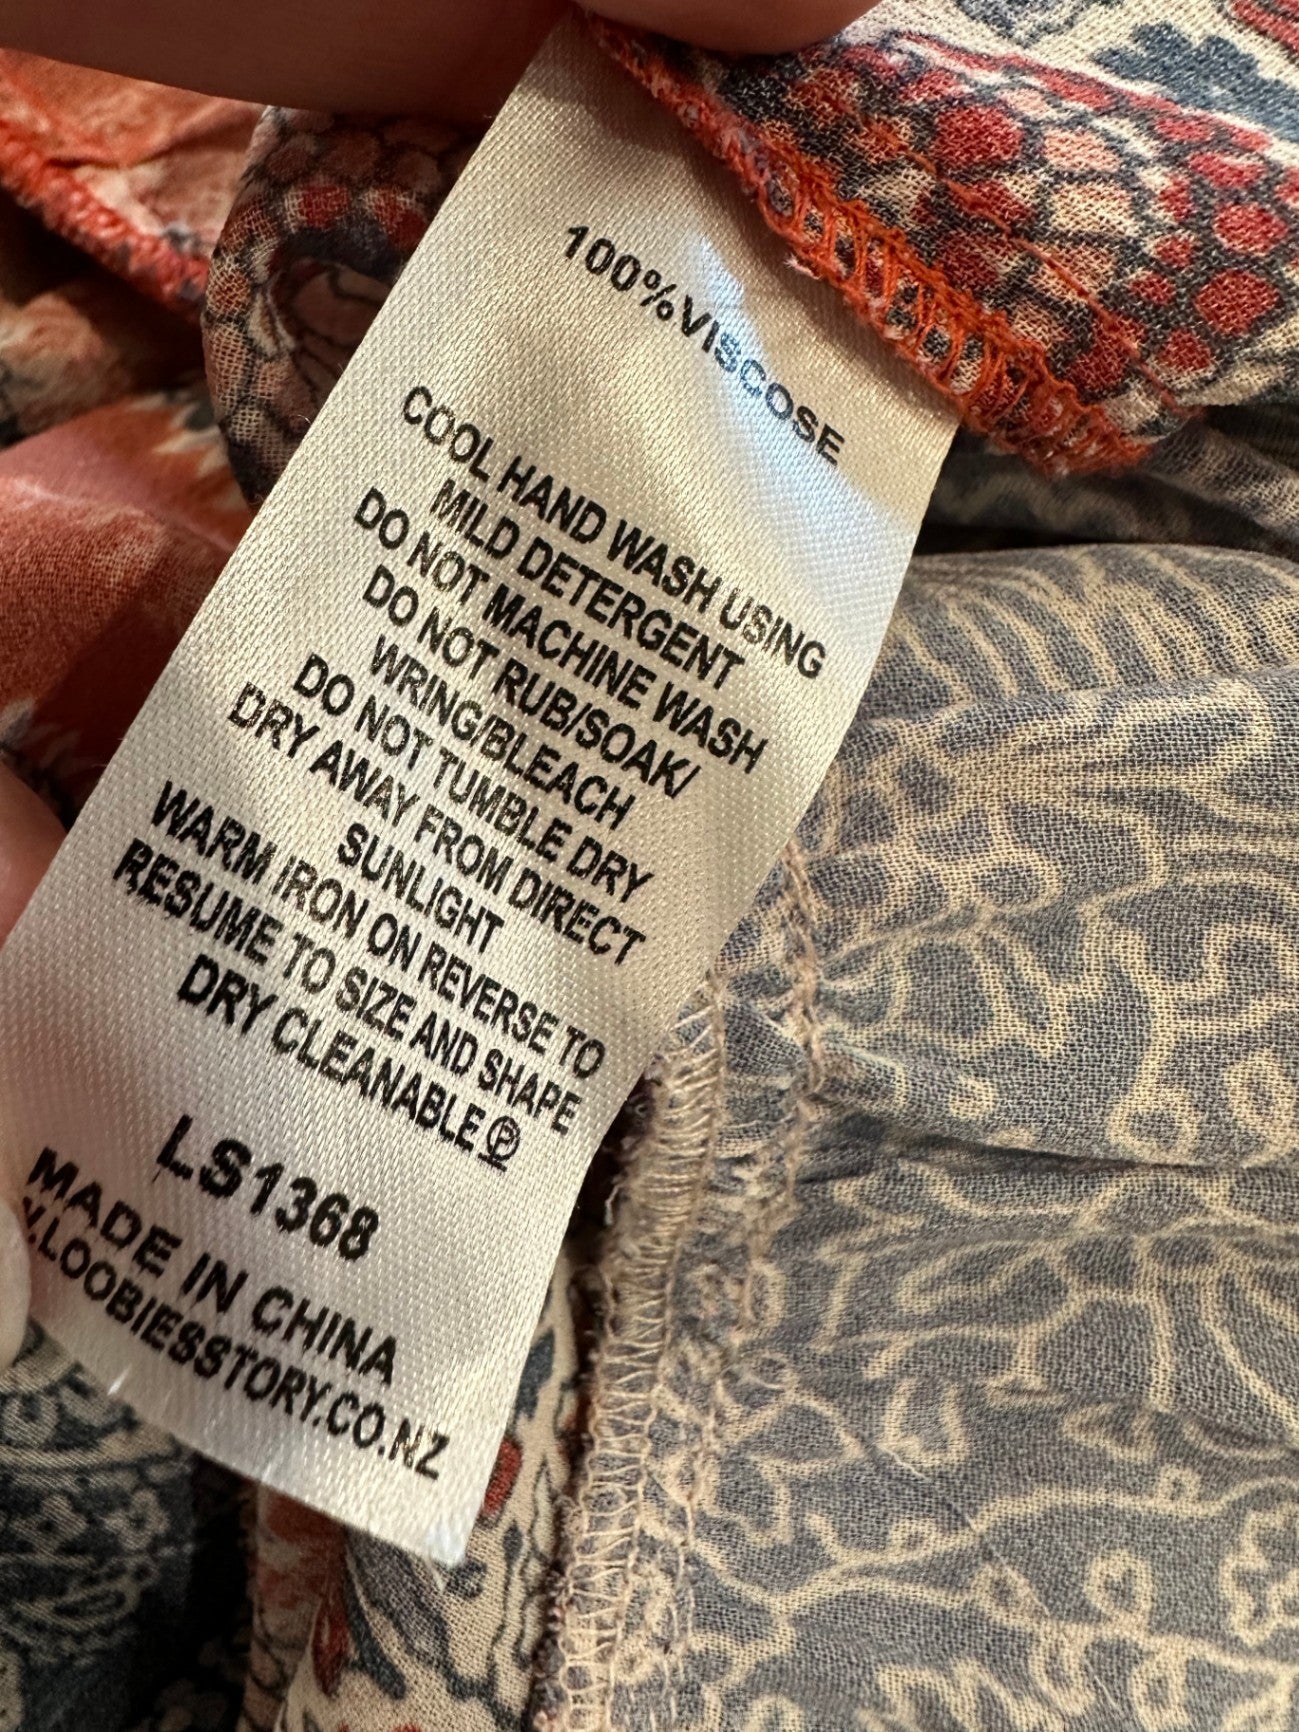 100%VISCOSE
COOL HAND WASH USING
MILD DETERGENT
DO NOT MACHINE WASH
DO NOT RUB/SOAK/
WRING/BLEACH
DO NOT TUMBLE DRY
DRY AWAY FROM DIRECT
SUNLIGHT
WARM IRON ON REVERSE TO
RESUME TO SIZE AND SHAPE
DRY CLEANABLE Ⓟ
LS1368
MADE IN CHINA
.LOOBIESSTORY.CO.NZ